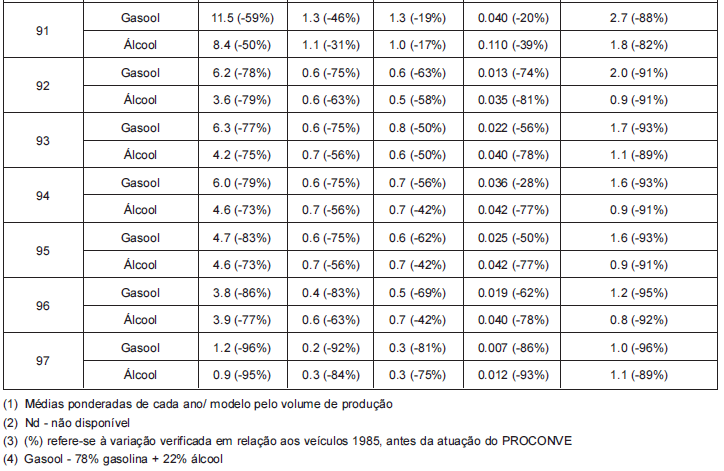 91 Gasool 11.5 (-59%) 1.3 (-46%) 1.3 (-19%) 0.040 (-20%) 2.7 (-88%)
Álcool 8.4 (-50%) 1.1 (-31%) 1.0 (-17%) 0.110 (-39%) 1.8 (-82%)
92 Gasool 6.2 (-78%) 0.6 (-75%) 0.6 (-63%) 0.013 (-74%) 2.0 (-91%)
Álcool 3.6 (-79%) 0.6 (-63%) 0.5 (-58%) 0.035 (-81%) 0.9 (-91%)
93 Gasool 6.3 (-77%) 0.6 (-75%) 0.8 (-50%) 0.022 (-56%) 1.7 (-93%)
Álcool 4.2 (-75%) 0.7 (-56%) 0.6 (-50%) 0.040 (-78%) 1.1 (-89%)
94 Gasool 6.0 (-79%) 0.6 (-75%) 0.7 (-56%) 0.036 (-28%) 1.6 (-93%)
Álcool 4.6 (-73%) 0.7 (-56%) 0.7 (-42%) 0.042 (-77%) 0.9 (-91%)
95 Gasool 4.7 (-83%) 0.6 (-75%) 0.6 (-62%) 0.025 (-50%) 1.6 (-93%)
Álcool 4.6 (-73%) 0.7 (-56%) 0.7 (-42%) 0.042 (-77%) 0.9 (-91%)
96 Gasool 3.8 (-86%) 0.4 (-83%) 0.5 (-69%) 0.019 (-62%) 1.2 (-95%)
Álcool 3.9 (-77%) 0.6 (-63%) 0.7 (-42%) 0.040 (-78%) 0.8 (-92%)
97 Gasool 1.2 (-96%) 0.2 (-92%) 0.3 (-81%) 0.007 (-86%) 1.0 (-96%)
Álcool 0.9 (-95%) 0.3 (-84%) 0.3 (-75%) 0.012 (-93%) 1.1 (-89%)
(1) Médias ponderadas de cada ano/ modelo pelo volume de produção
(2) Nd - não disponível
(3) (%) refere-se à variação verificada em relação aos veículos 1985, antes da atuação do PROCONVE
(4) Gasool - 78% gasolina + 22% álcool